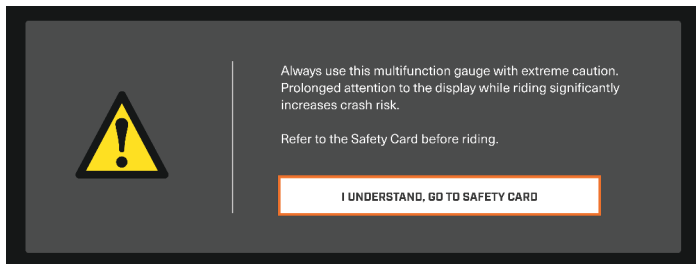 Always use this multifunction gauge with extreme caution.
Prolonged attention to the display while riding significantly
increases crash risk.
Refer to the Safety Card before riding.
I UNDERSTAND, GO TO SAFETY CARD